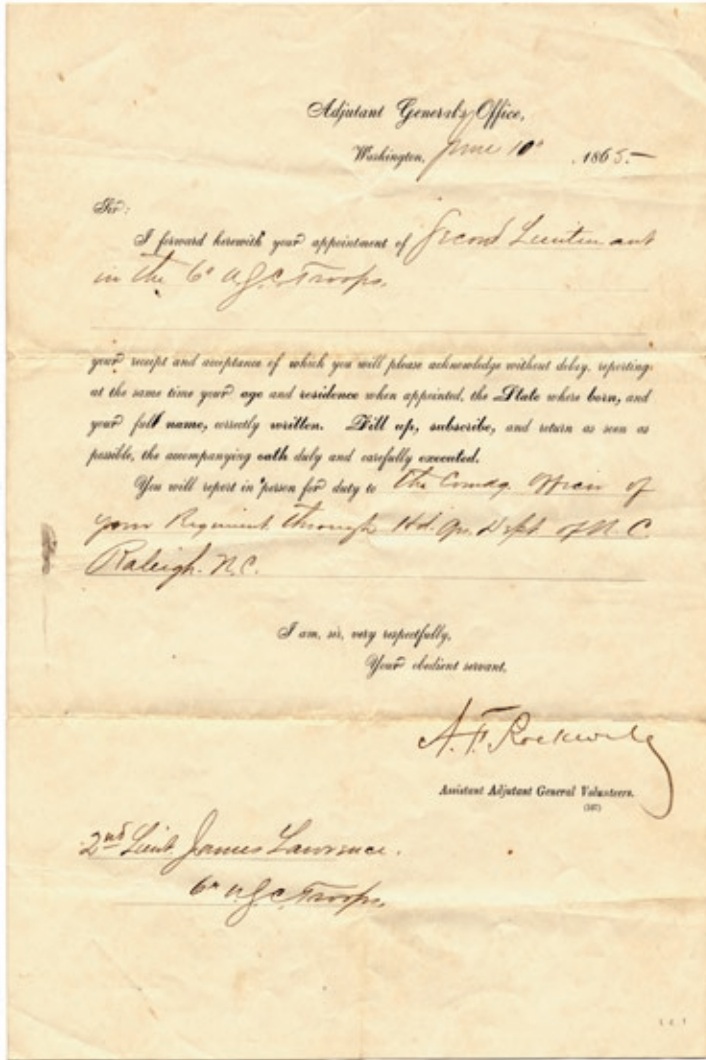 Adjutant General's Office,
Washington, June 10th, 1865.
Sir:
I forward herewith your appointment of Second Lieutenant
in the 6th U.S.C. Troops,
your receipt and acceptance of which you will please acknowledge without delay, reporting
at the same time your age and residence when appointed, the State where born, and
your full name, correctly written. Fill up, subscribe, and return as soon as
possible, the accompanying oath duly and carefully executed.
You will report in person for duty to the Comdg. Officer of
your Regiment through Hd. Qrs. Dept. of N. C.
Raleigh. N.C.
I am, sir, very respectfully,
Your obedient servant,
A. F. Rockwell
Assistant Adjutant General Volunteers.
(167)
2nd Lieut. James Lawrence.
6th U.S.C. Troops,